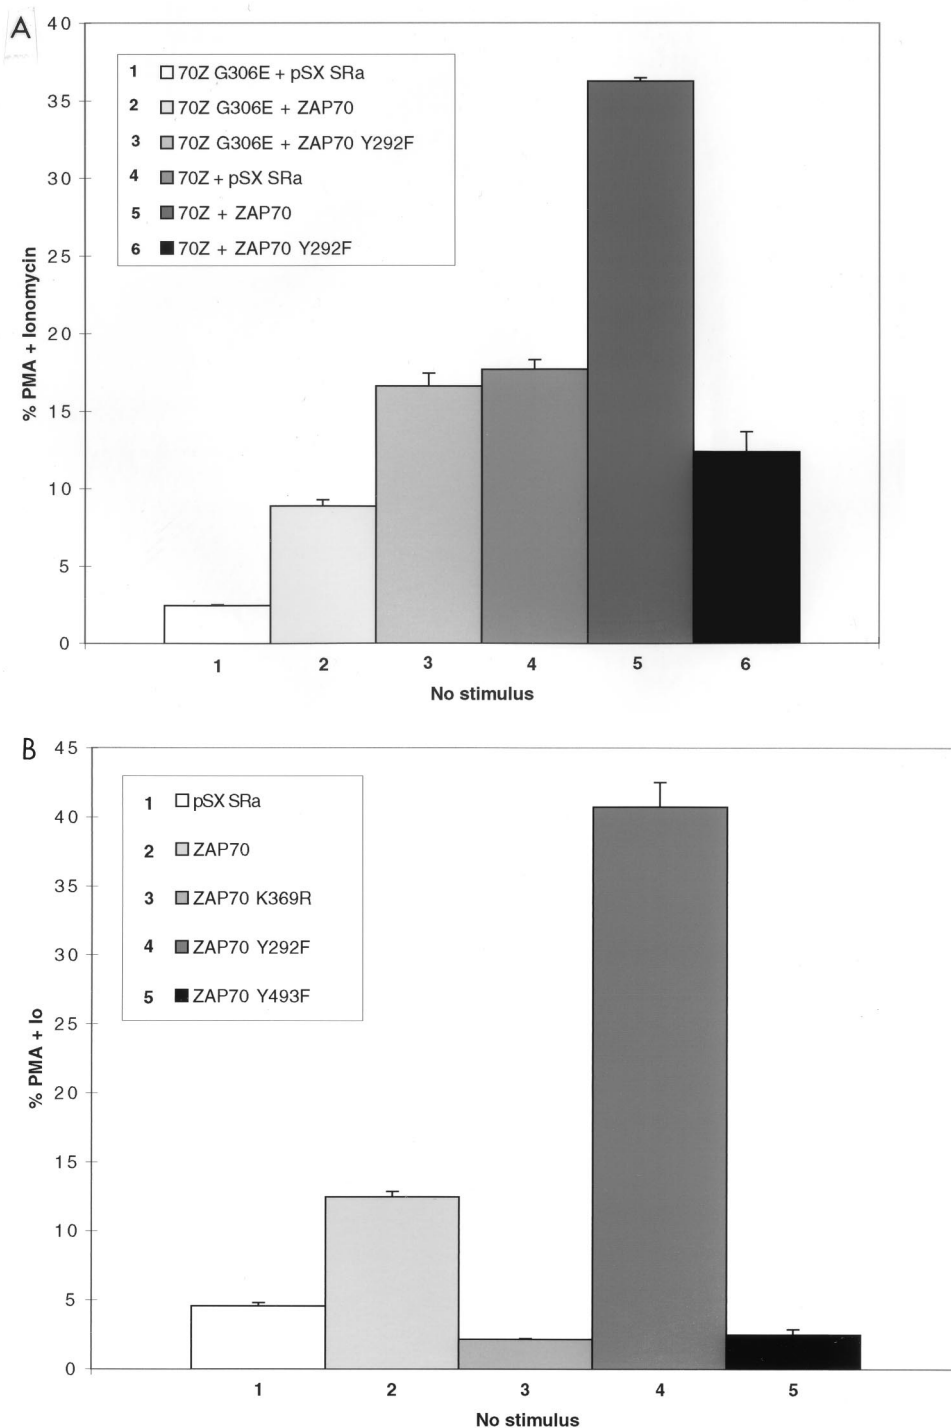 A
40
35
30
25
20
15
10
5
0
% PMA + Ionomycin
1 70Z G306E + pSX SRa
2 70Z G306E + ZAP70
3 70Z G306E + ZAP70 Y292F
4 70Z + pSX SRa
5 70Z + ZAP70
6 70Z + ZAP70 Y292F
1 2 3 4 5 6
No stimulus
B
45
40
35
30
25
20
15
10
5
0
% PMA + Io
1 pSX SRa
2 ZAP70
3 ZAP70 K369R
4 ZAP70 Y292F
5 ZAP70 Y493F
1 2 3 4 5
No stimulus